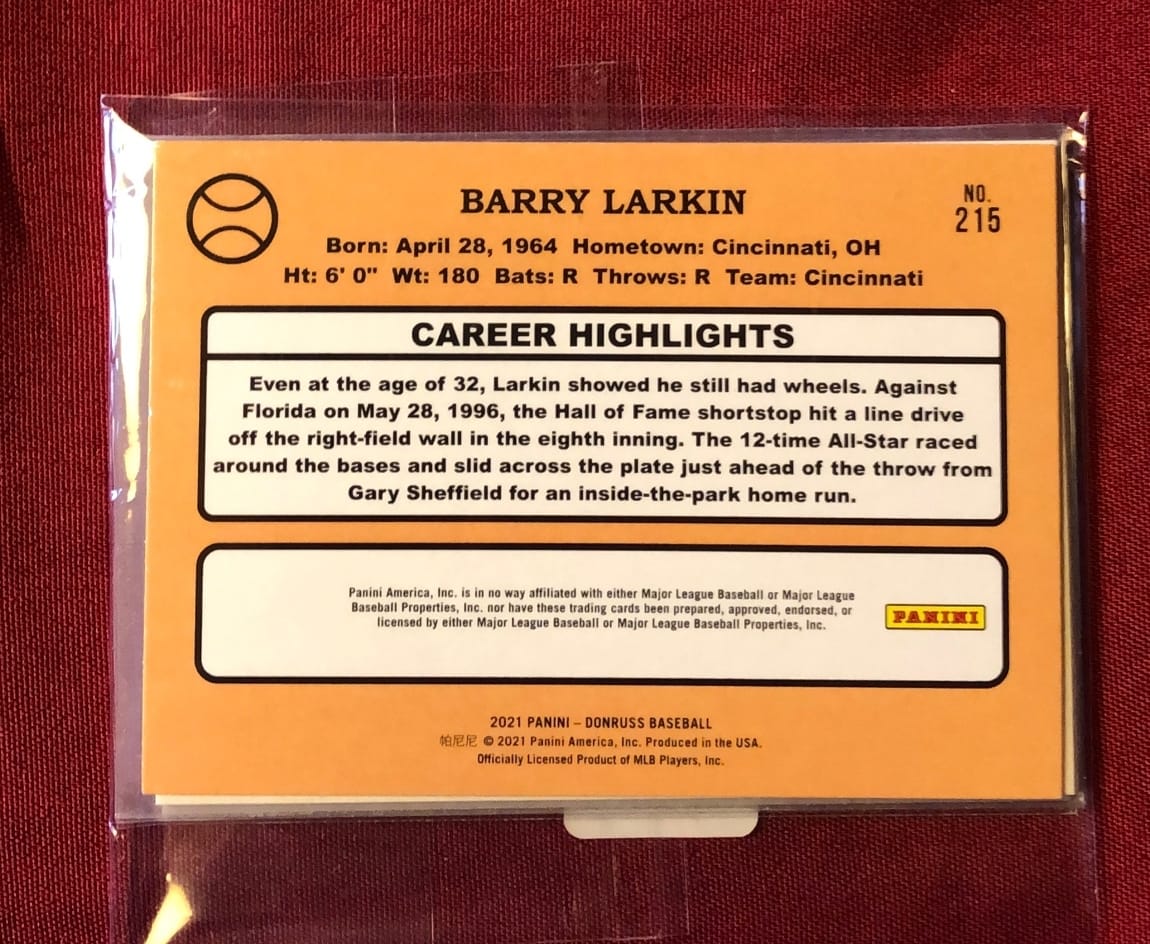 BARRY LARKIN
NO.
215
Born: April 28, 1964 Hometown: Cincinnati, OH
Ht: 6' 0" Wt: 180 Bats: R Throws: R Team: Cincinnati
CAREER HIGHLIGHTS
Even at the age of 32, Larkin showed he still had wheels. Against
Florida on May 28, 1996, the Hall of Fame shortstop hit a line drive
off the right-field wall in the eighth inning. The 12-time All-Star raced
around the bases and slid across the plate just ahead of the throw from
Gary Sheffield for an inside-the-park home run.
Panini America, Inc. is in no way affiliated with either Major League Baseball or Major League
Baseball Properties, Inc. nor have these trading cards been prepared, approved, endorsed, or
licensed by either Major League Baseball or Major League Baseball Properties, Inc.
PANINI
2021 PANINI – DONRUSS BASEBALL
帕尼尼 © 2021 Panini America, Inc. Produced in the USA.
Officially Licensed Product of MLB Players, Inc.